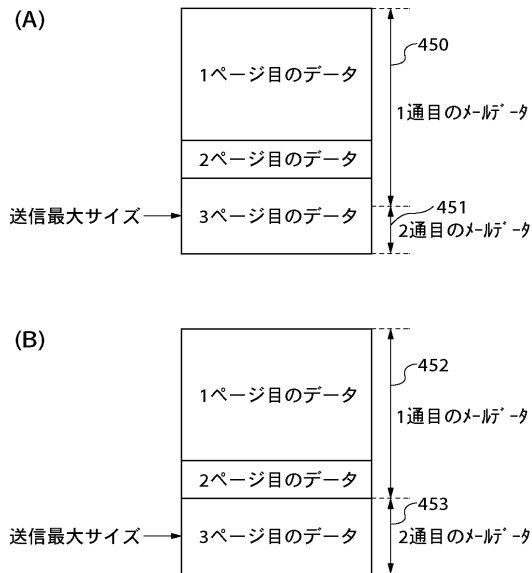 (A)
450
1ページ目のデータ
1通目のﾒｰﾙﾃﾞｰﾀ
2ページ目のデータ
451
送信最大サイズ
3ページ目のデータ
2通目のﾒｰﾙﾃﾞｰﾀ
(B)
452
1ページ目のデータ
1通目のﾒｰﾙﾃﾞｰﾀ
2ページ目のデータ
453
送信最大サイズ
3ページ目のデータ
2通目のﾒｰﾙﾃﾞｰﾀ